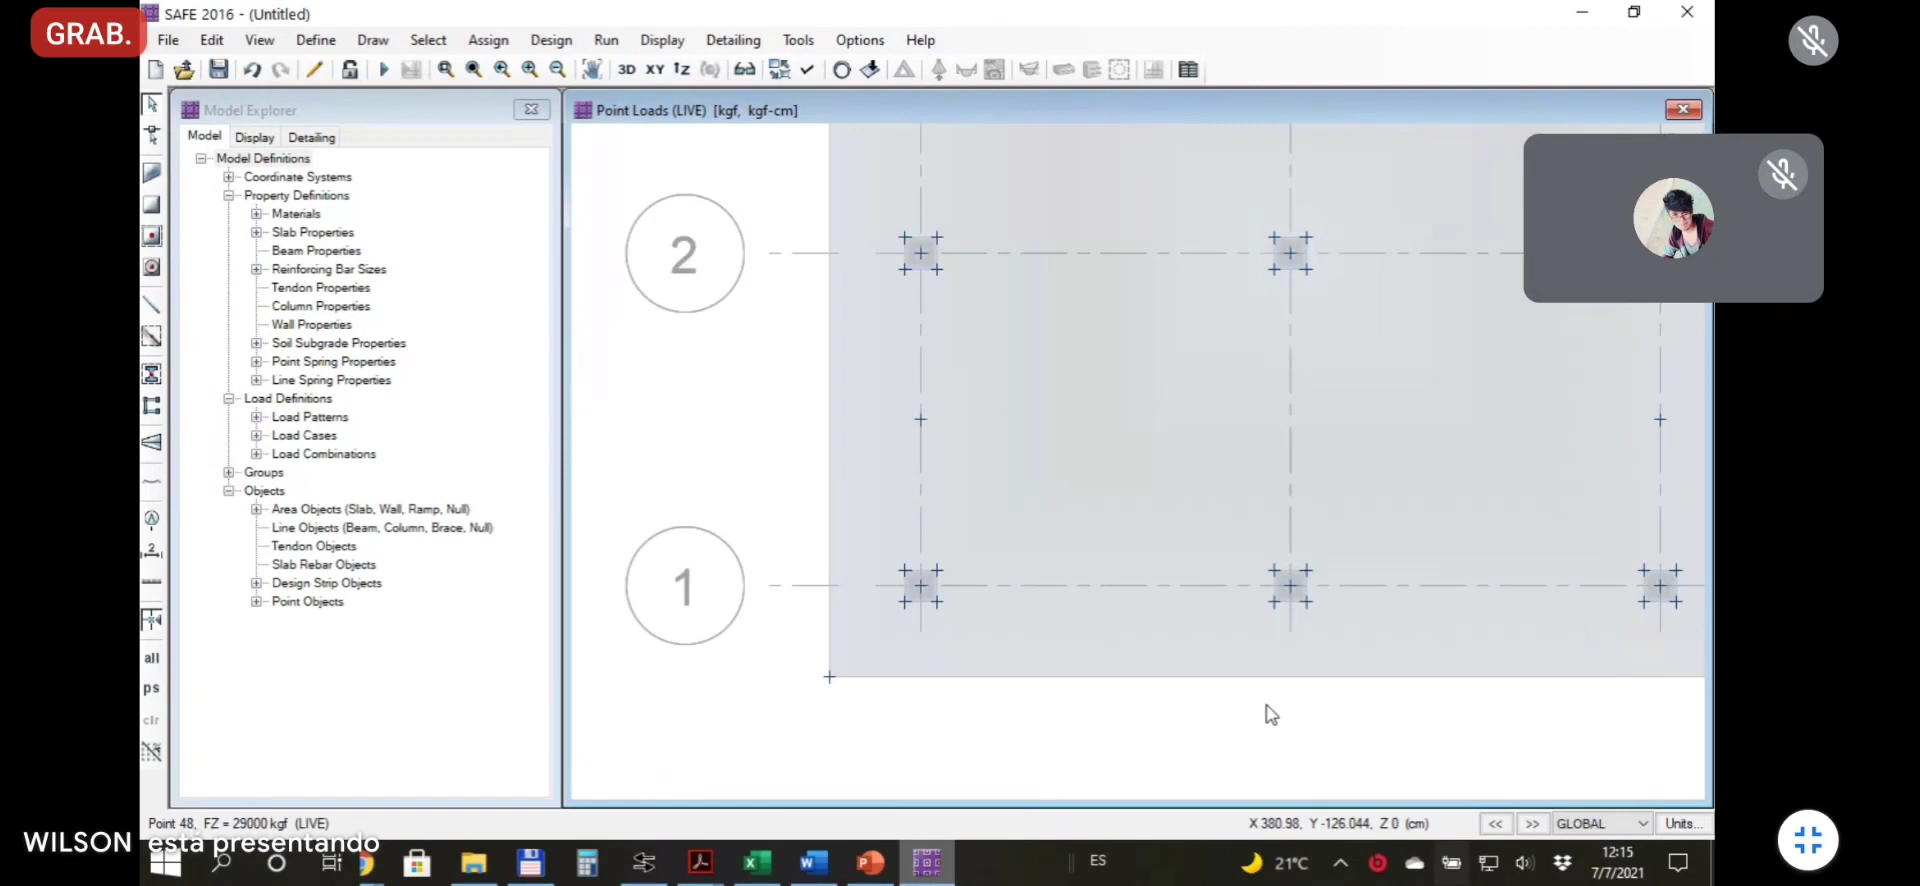 GRAB.
SAFE 2016 - (Untitled)
File Edit View Define Draw Select Assign Design Run Display Detailing Tools Options Help
3D XY
Model Explorer
Model Display Detailing
Model Definitions
Coordinate Systems
Property Definitions
Materials
Slab Properties
Beam Properties
Reinforcing Bar Sizes
Tendon Properties
Column Properties
Wall Properties
Soil Subgrade Properties
Point Spring Properties
Line Spring Properties
Load Definitions
Load Patterns
Load Cases
Load Combinations
Groups
Objects
Area Objects (Slab, Wall, Ramp, Null)
Line Objects (Beam, Column, Brace, Null)
Tendon Objects
Slab Rebar Objects
Design Strip Objects
Point Objects
all
ps
clr
Point Loads (LIVE) [kgf, kgf-cm]
2
1
Point 48, FZ = 29000 kgf (LIVE)
X 380.98, Y -126.044, Z 0 (cm)
<< >> GLOBAL Units...
WILSON está presentando
ES
21°C
12:15
7/7/2021